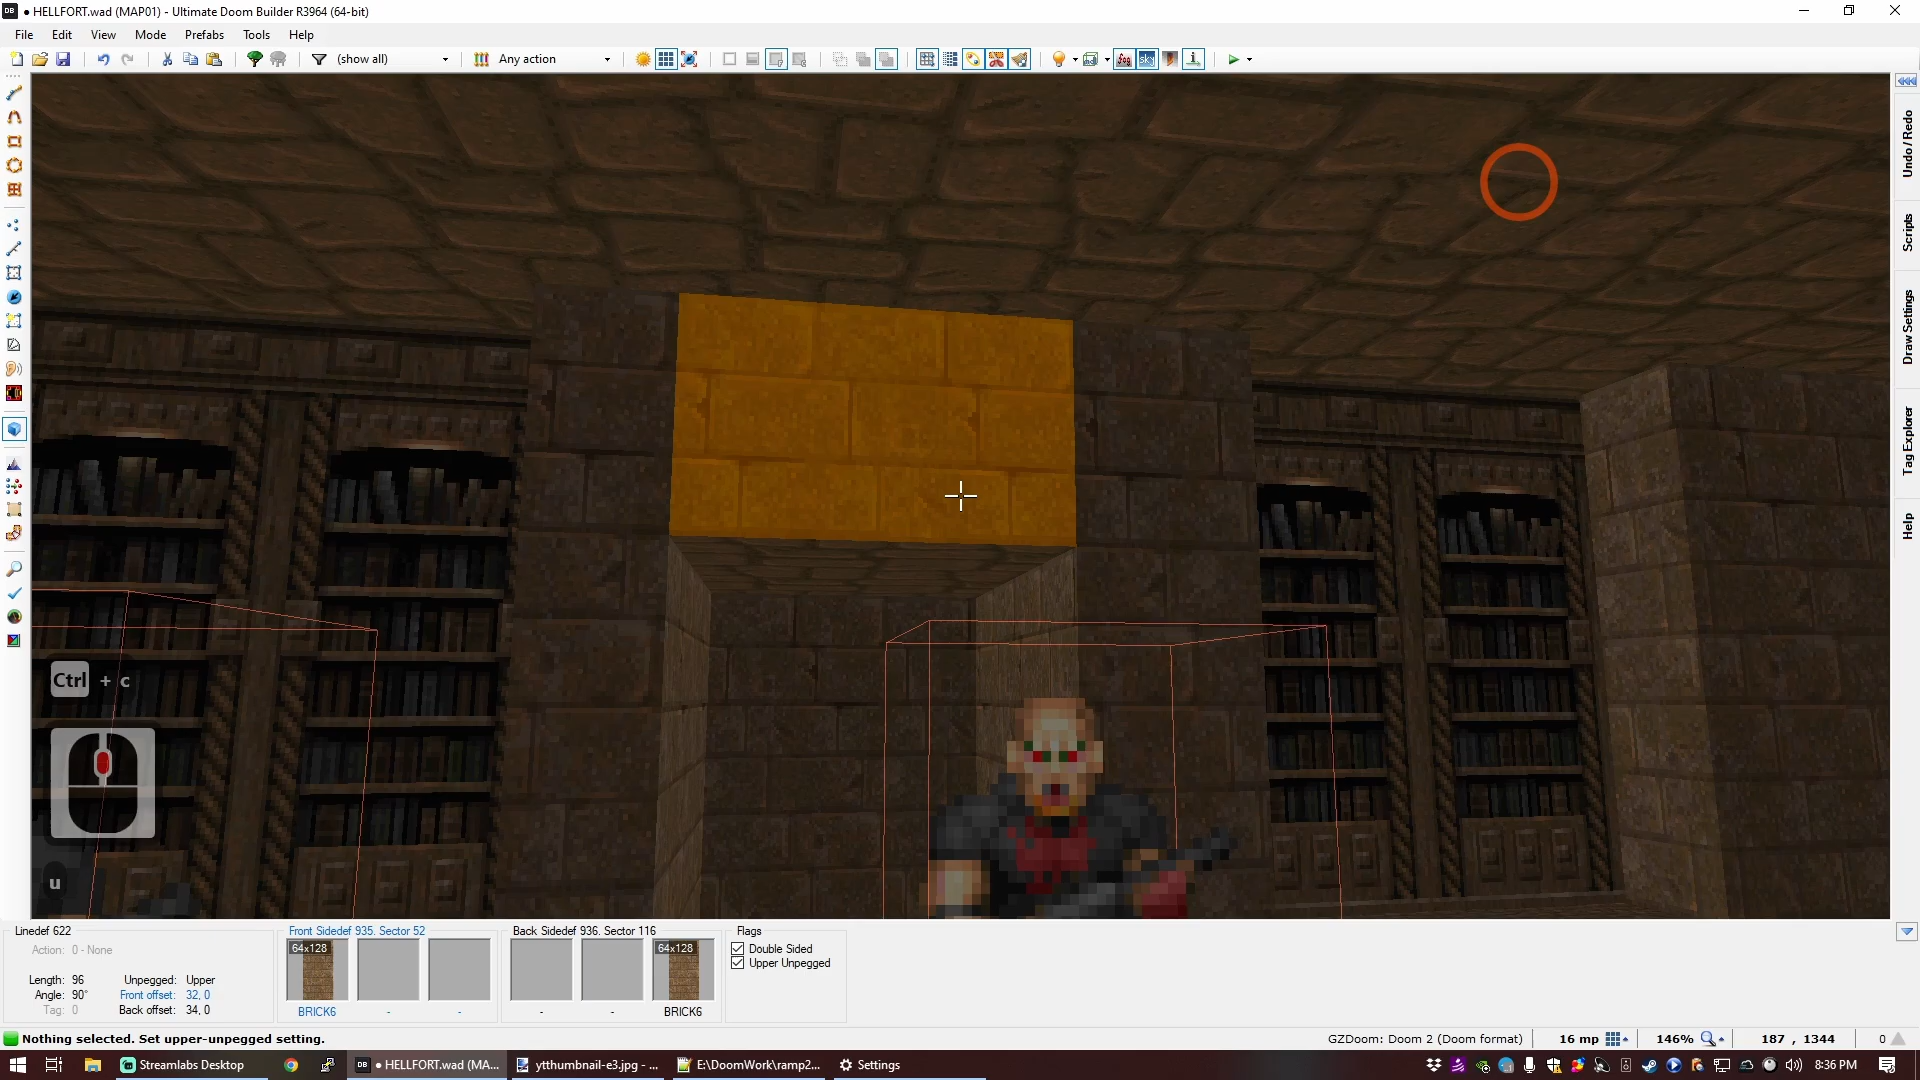 HELLFORT.wad (MAP01) - Ultimate Doom Builder R3964 (64-bit)
File Edit View Mode Prefabs Tools Help
(show all) Any action
Undo / Redo
Scripts
Draw Settings
Tag Explorer
Help
Ctrl + c
u
Linedef 622
Action: 0 - None
Length: 96 Unpegged: Upper
Angle: 90° Front offset: 32, 0
Tag: 0 Back offset: 34, 0
Front Sidedef 935. Sector 52
64x128
BRICK6 - -
Back Sidedef 936. Sector 116
64x128
- - BRICK6
Flags
Double Sided
Upper Unpegged
Nothing selected. Set upper-unpegged setting.
GZDoom: Doom 2 (Doom format) 16 mp 146% 187 , 1344 0
Streamlabs Desktop HELLFORT.wad (MA... ytthumbnail-e3.jpg - ... E:\DoomWork\ramp2... Settings 8:36 PM